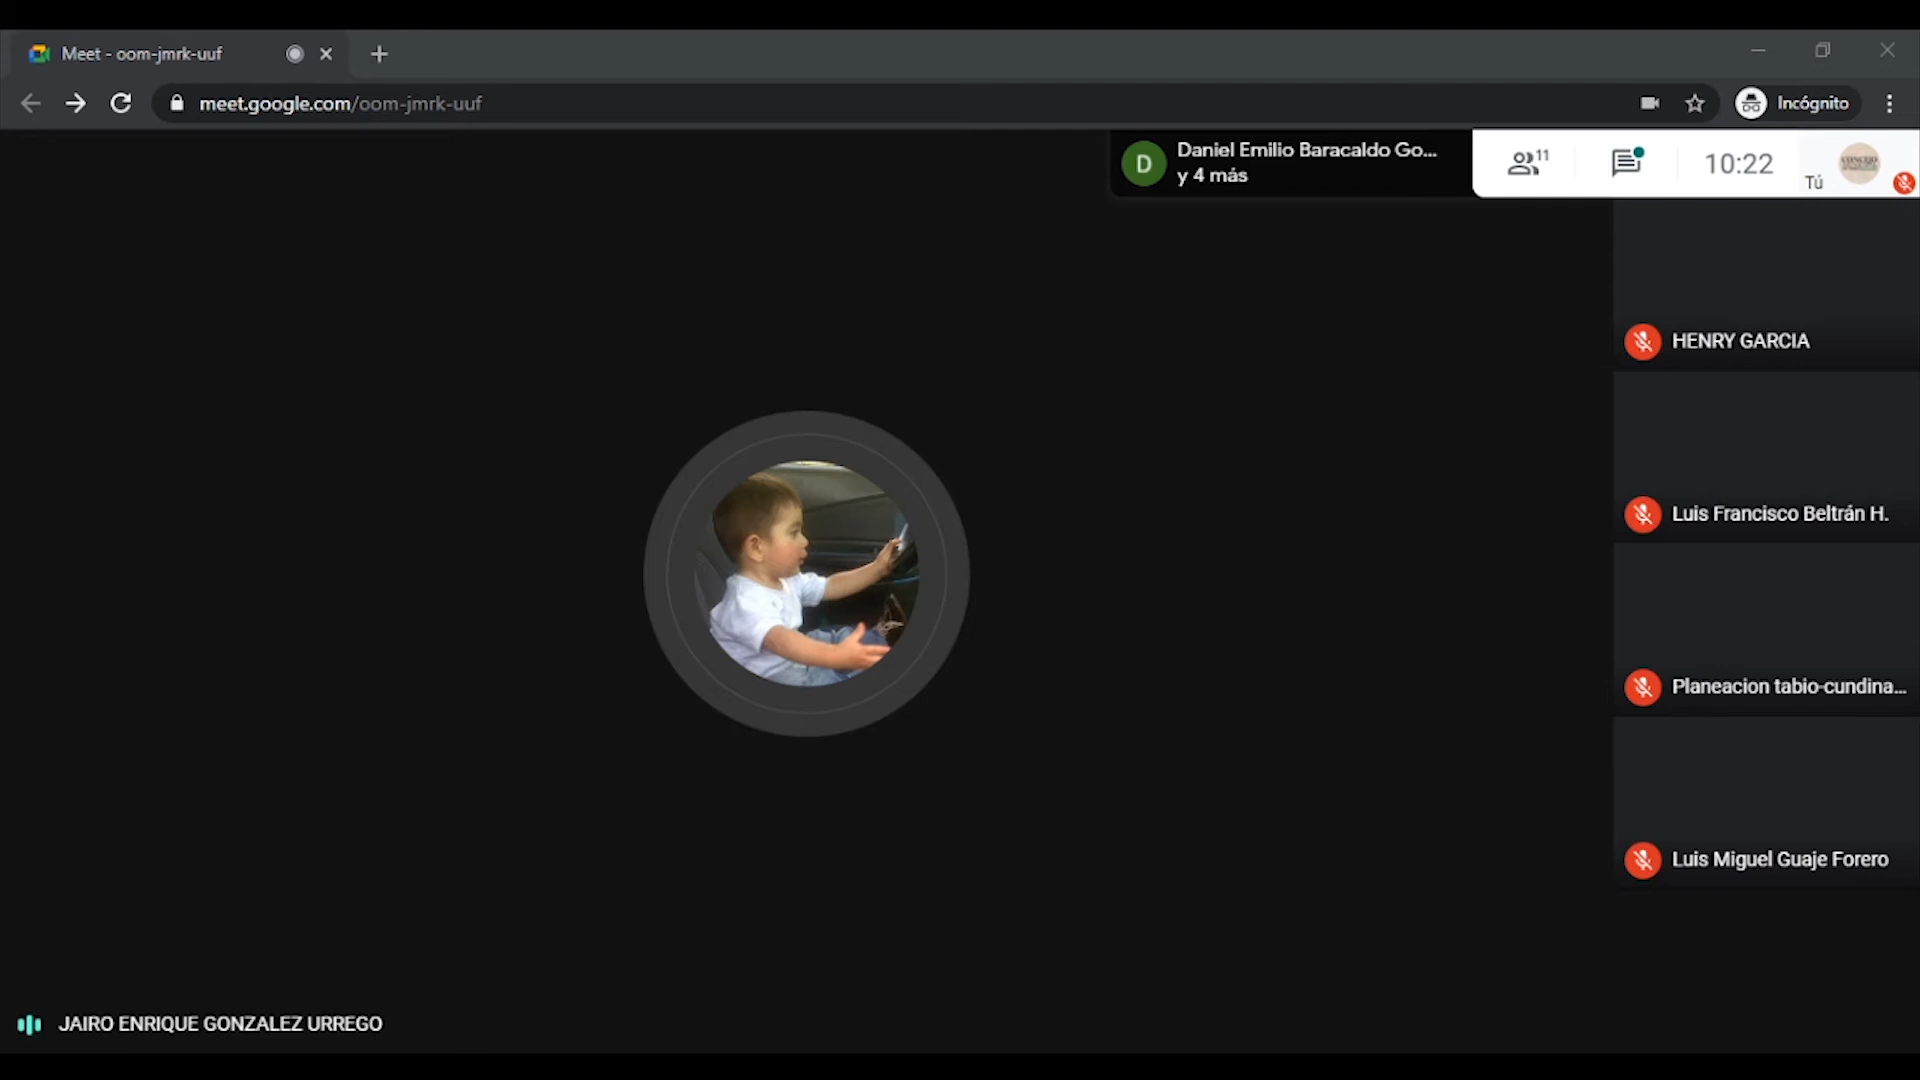 Meet - oom-jmrk-uuf
meet.google.com/oom-jmrk-uuf
Incógnito
D
Daniel Emilio Baracaldo Go...
y 4 más
11
10:22
Tú
CONCEJO
HENRY GARCIA
Luis Francisco Beltrán H.
Planeacion tabio-cundina...
Luis Miguel Guaje Forero
JAIRO ENRIQUE GONZALEZ URREGO